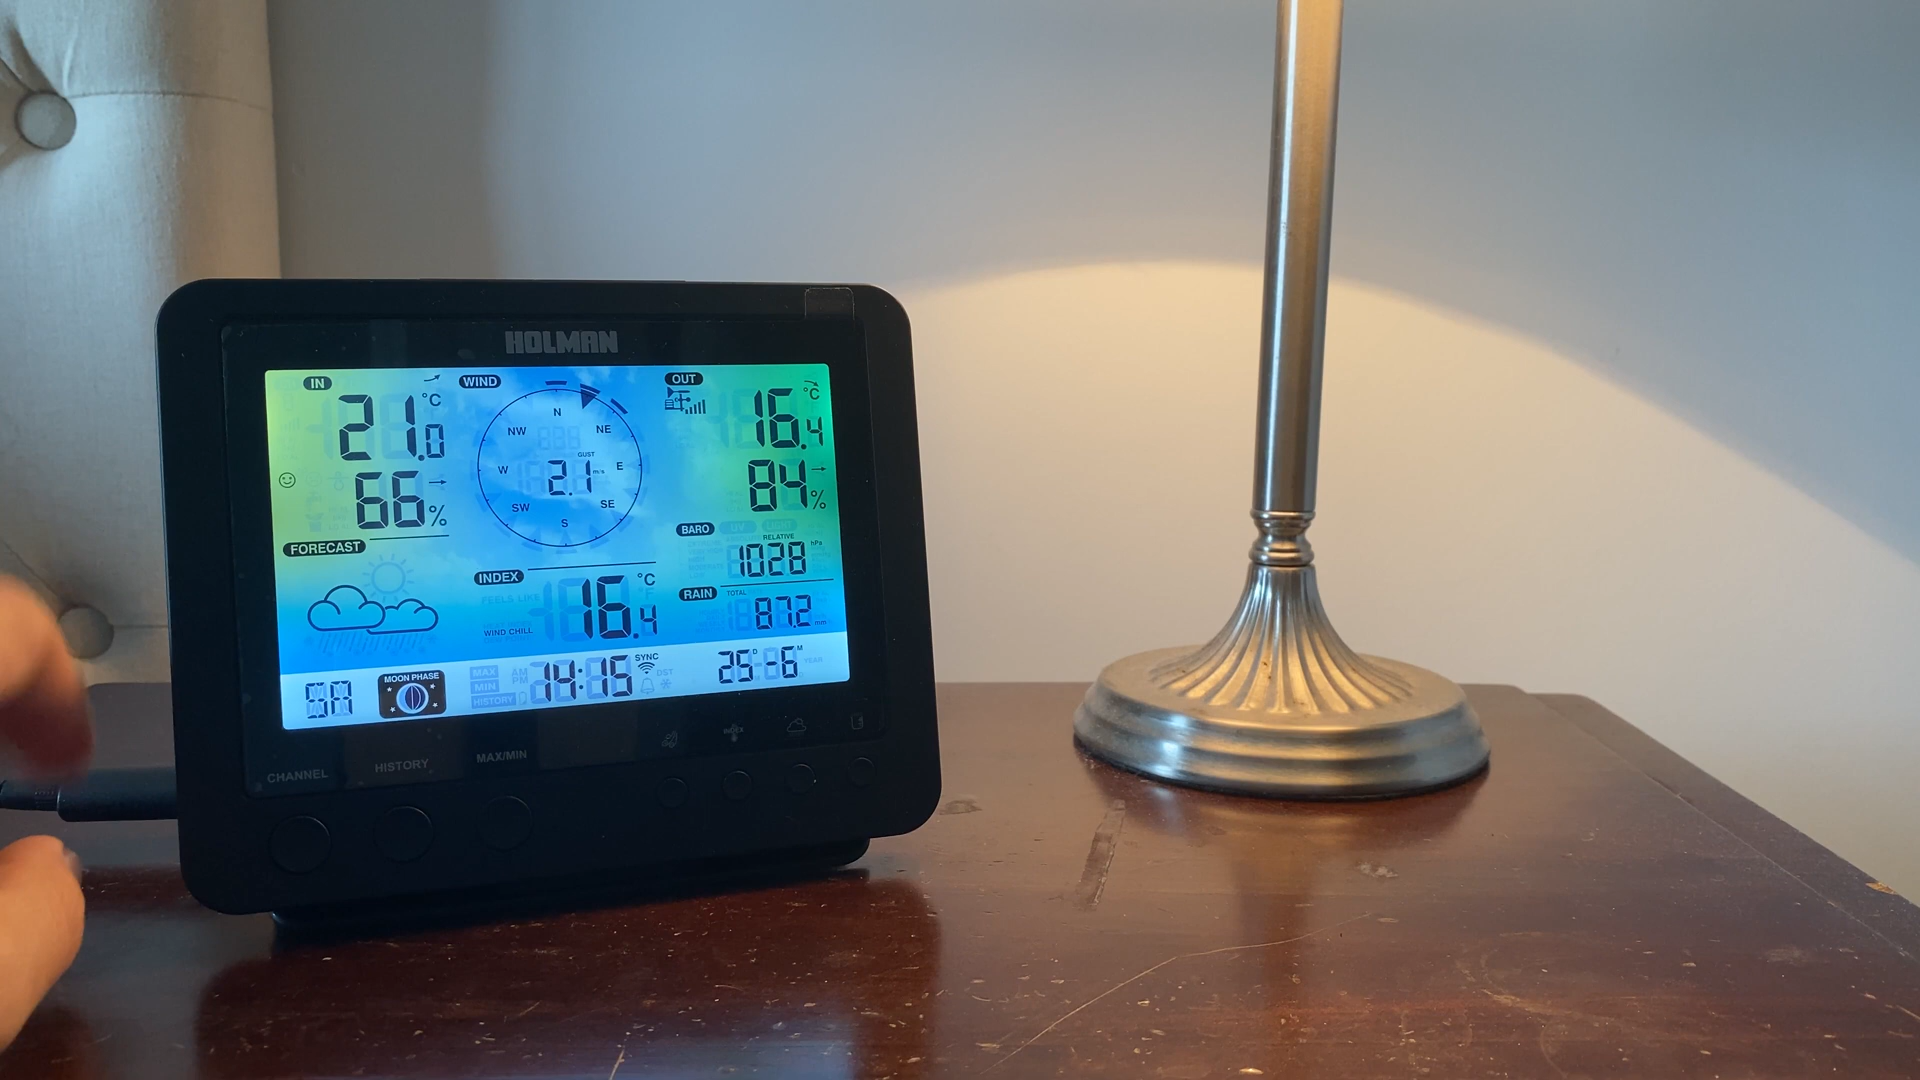 HOLMAN
IN
21.0 °C
66%
WIND
N
NW
NE
GUST
W
2.1 m/s
E
SW
SE
S
OUT
16.4 °C
84%
BARO
RELATIVE
1028 hPa
FORECAST
INDEX
16.4 °C
WIND CHILL
RAIN
TOTAL
87.2 mm
SA
MOON PHASE
MAX
MIN
HISTORY
14:15
SYNC
25 D -6 M
CHANNEL
HISTORY
MAX/MIN
INDEX